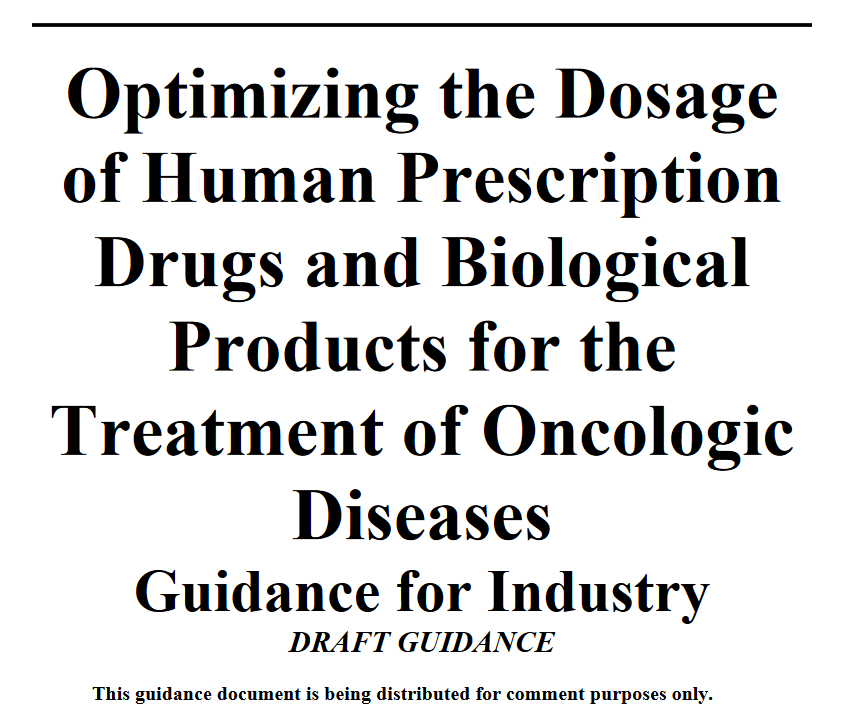 Optimizing the Dosage
of Human Prescription
Drugs and Biological
Products for the
Treatment of Oncologic
Diseases
Guidance for Industry
DRAFT GUIDANCE
This guidance document is being distributed for comment purposes only.